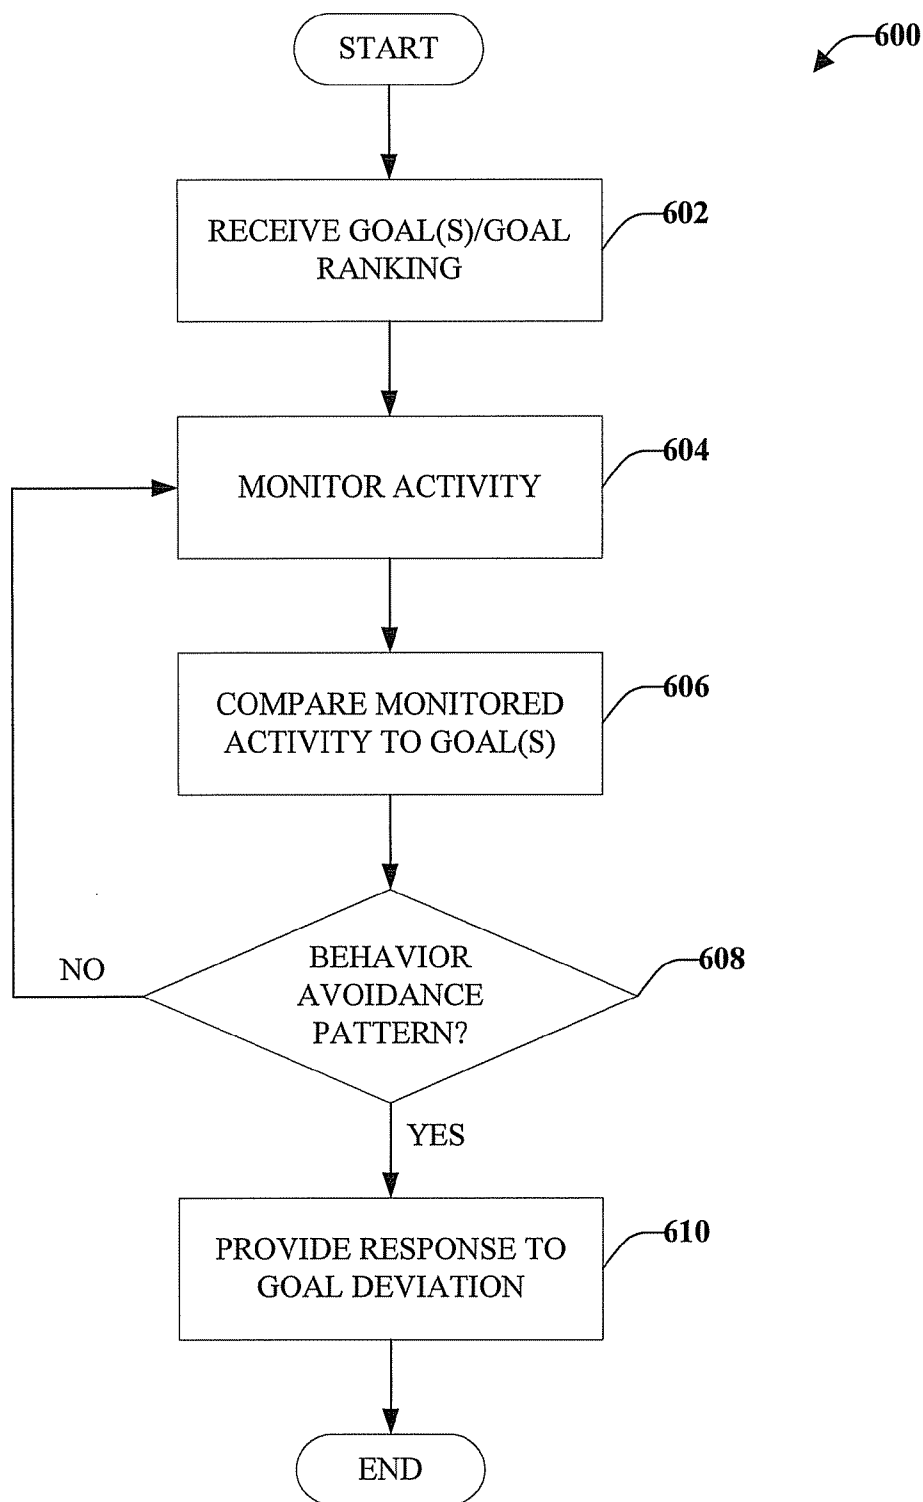 START
600
RECEIVE GOAL(S)/GOAL
RANKING
602
MONITOR ACTIVITY
604
COMPARE MONITORED
ACTIVITY TO GOAL(S)
606
BEHAVIOR
AVOIDANCE
PATTERN?
608
NO
YES
PROVIDE RESPONSE TO
GOAL DEVIATION
610
END